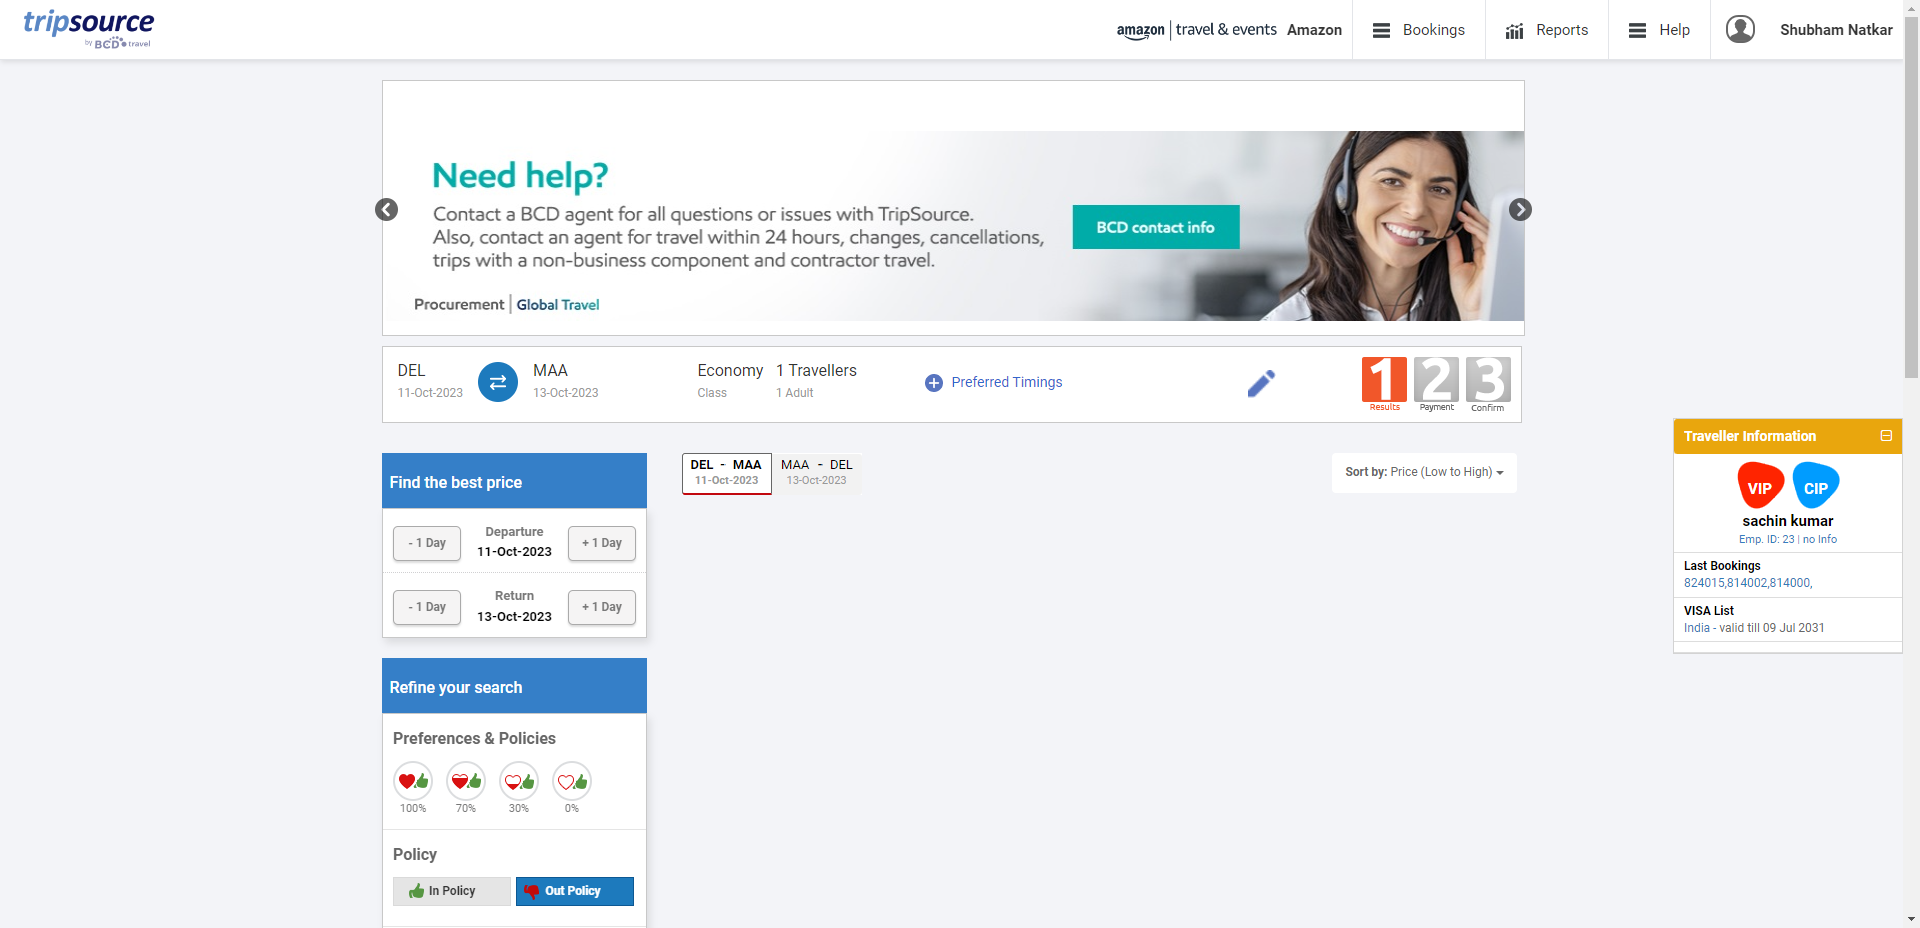 tripsource
by BCD travel
amazon | travel & events Amazon
Bookings
Reports
Help
Shubham Natkar
Need help?
Contact a BCD agent for all questions or issues with TripSource.
Also, contact an agent for travel within 24 hours, changes, cancellations,
trips with a non-business component and contractor travel.
BCD contact info
Procurement | Global Travel
DEL
11-Oct-2023
MAA
13-Oct-2023
Economy
Class
1 Travellers
1 Adult
Preferred Timings
1
Results
2
Payment
3
Confirm
Find the best price
- 1 Day
Departure
11-Oct-2023
+ 1 Day
- 1 Day
Return
13-Oct-2023
+ 1 Day
DEL - MAA
11-Oct-2023
MAA - DEL
13-Oct-2023
Sort by: Price (Low to High)
Refine your search
Preferences & Policies
100%
70%
30%
0%
Policy
In Policy
Out Policy
Traveller Information
VIP
CIP
sachin kumar
Emp. ID: 23 | no Info
Last Bookings
824015,814002,814000,
VISA List
India - valid till 09 Jul 2031